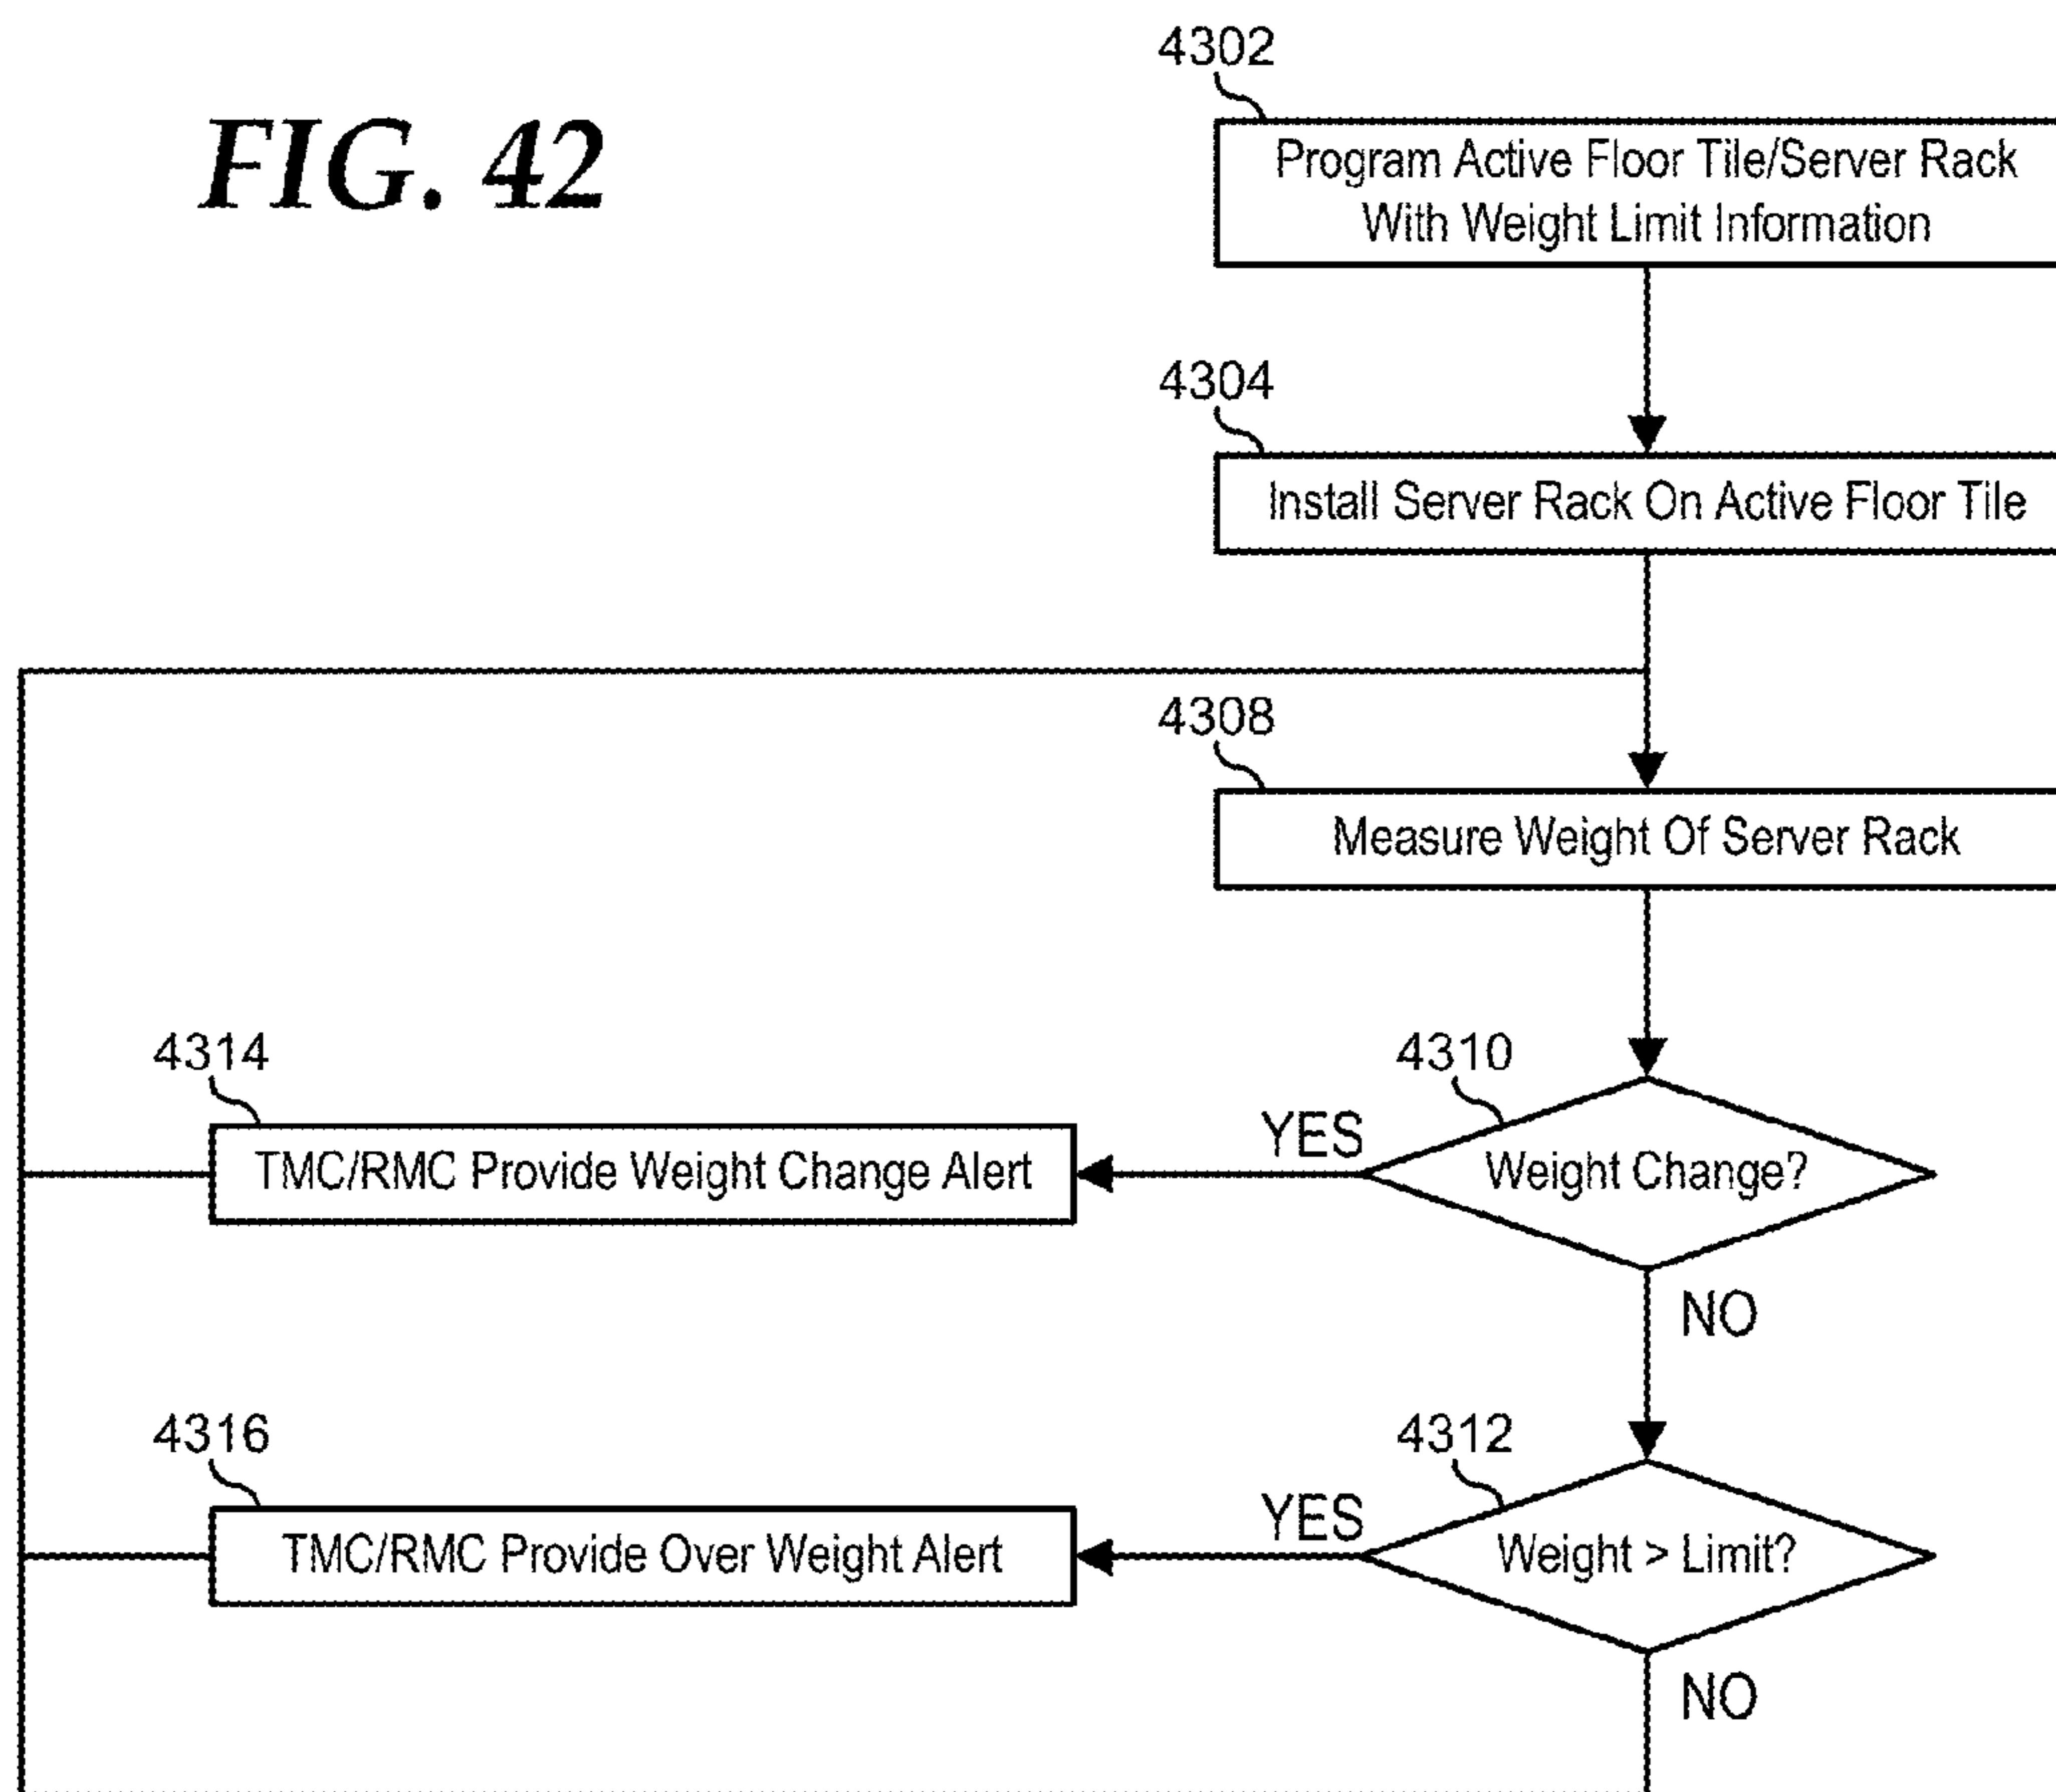 FIG. 42
4302
Program Active Floor Tile/Server Rack
With Weight Limit Information
4304
Install Server Rack On Active Floor Tile
4308
Measure Weight Of Server Rack
4310
Weight Change?
YES
4314
TMC/RMC Provide Weight Change Alert
NO
4312
Weight > Limit?
YES
4316
TMC/RMC Provide Over Weight Alert
NO